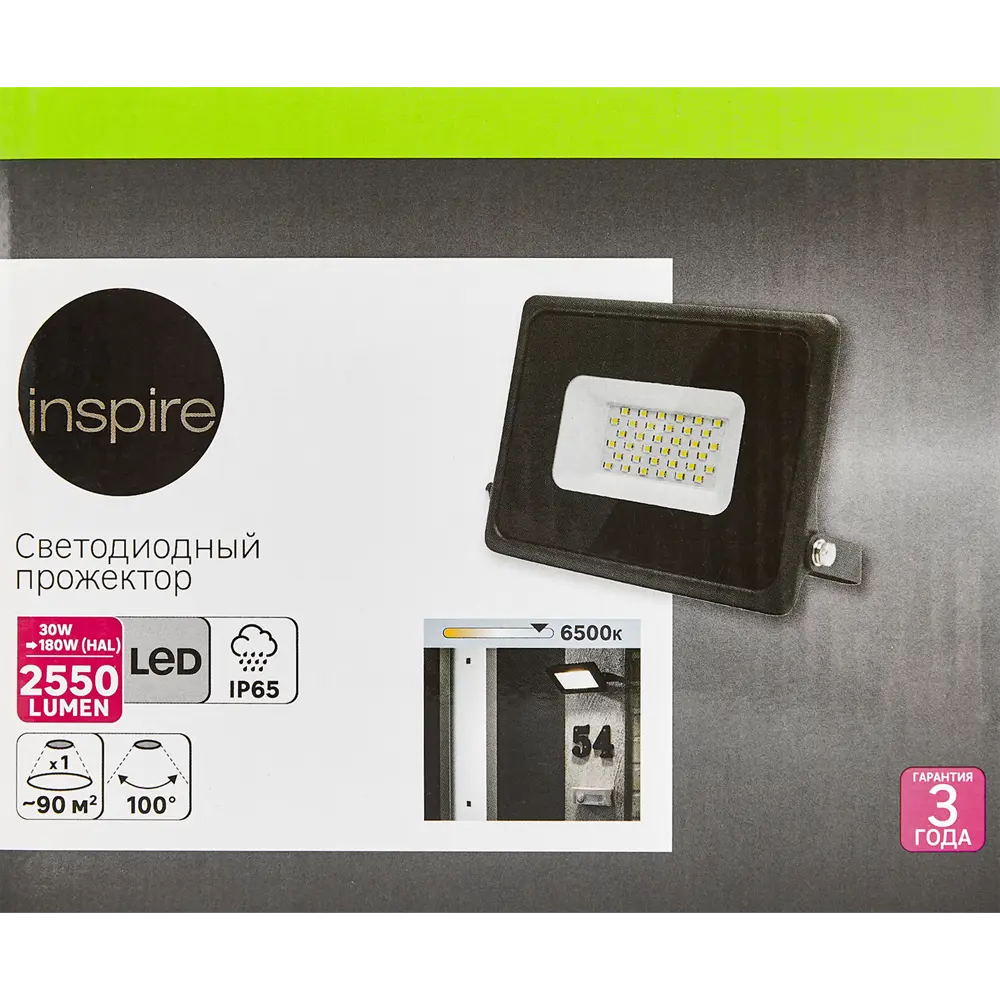 inspire
Светодиодный
прожектор
30W
→180W (HAL)
2550
LUMEN
LED
IP65
6500K
54
x1
~90 м²
100°
ГАРАНТИЯ
3
ГОДА